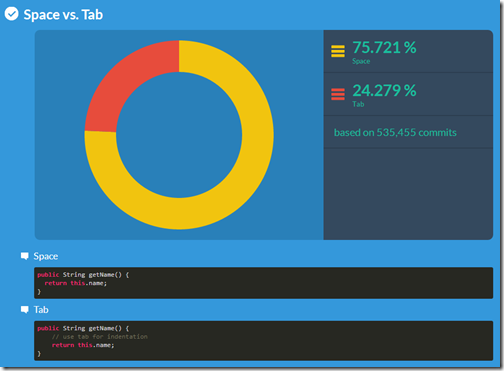 Space vs. Tab
75.721 %
Space
24.279 %
Tab
based on 535,455 commits
Space
public String getName() {
  return this.name;
}
Tab
public String getName() {
    // use tab for indentation
    return this.name;
}